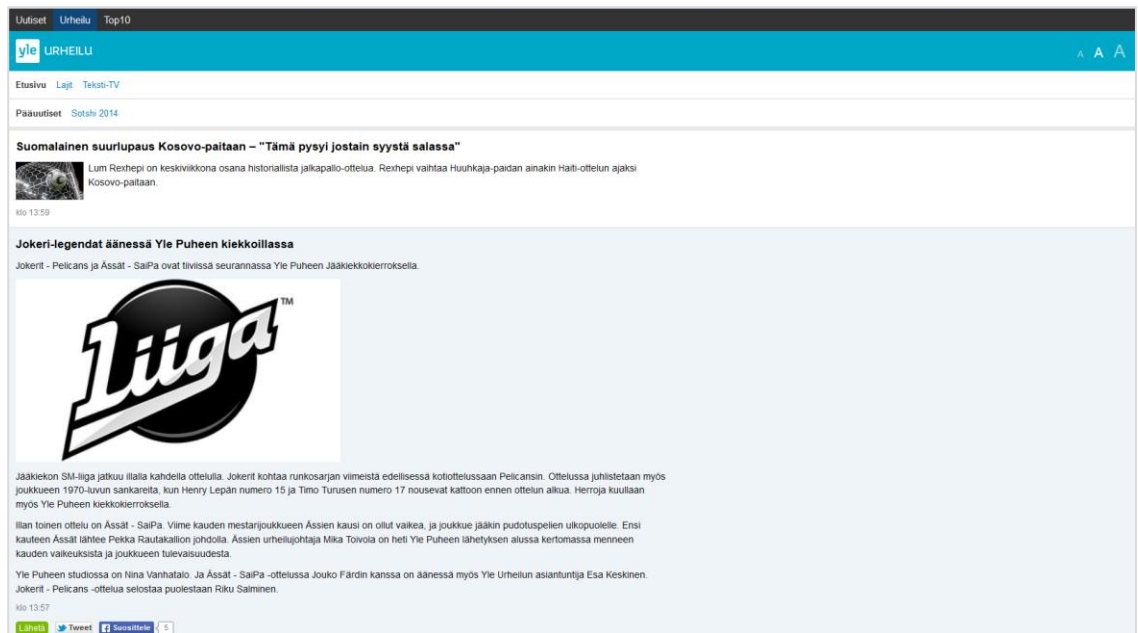 Uutiset Urheilu Top10
yle URHEILU A A A
Etusivu Lajit Teksti-TV
Pääuutiset Sotshi 2014
Suomalainen suurlupaus Kosovo-paitaan – "Tämä pysyi jostain syystä salassa"
Lum Rexhepi on keskiviikkona osana historiallista jalkapallo-ottelua. Rexhepi vaihtaa Huuhkaja-paidan ainakin Haiti-ottelun ajaksi
Kosovo-paitaan.
klo 13:59
Jokeri-legendat äänessä Yle Puheen kiekkoillassa
Jokerit - Pelicans ja Ässät - SaiPa ovat tiiviissä seurannassa Yle Puheen Jääkiekkokierroksella.
Liiga TM
Jääkiekon SM-liiga jatkuu illalla kahdella ottelulla. Jokerit kohtaa runkosarjan viimeistä edellisessä kotiottelussaan Pelicansin. Ottelussa juhlistetaan myös
joukkueen 1970-luvun sankareita, kun Henry Lepän numero 15 ja Timo Turusen numero 17 nousevat kattoon ennen ottelun alkua. Herroja kuullaan
myös Yle Puheen kiekkokierroksella.
Illan toinen ottelu on Ässät - SaiPa. Viime kauden mestarijoukkueen Ässien kausi on ollut vaikea, ja joukkue jääkin pudotuspelien ulkopuolelle. Ensi
kauteen Ässät lähtee Pekka Rautakallion johdolla. Ässien urheilujohtaja Mika Toivola on heti Yle Puheen lähetyksen alussa kertomassa menneen
kauden vaikeuksista ja joukkueen tulevaisuudesta.
Yle Puheen studiossa on Nina Vanhatalo. Ja Ässät - SaiPa -ottelussa Jouko Färdin kanssa on äänessä myös Yle Urheilun asiantuntija Esa Keskinen.
Jokerit - Pelicans -ottelua selostaa puolestaan Riku Salminen.
klo 13:57
Lähetä Tweet Suosittele 5